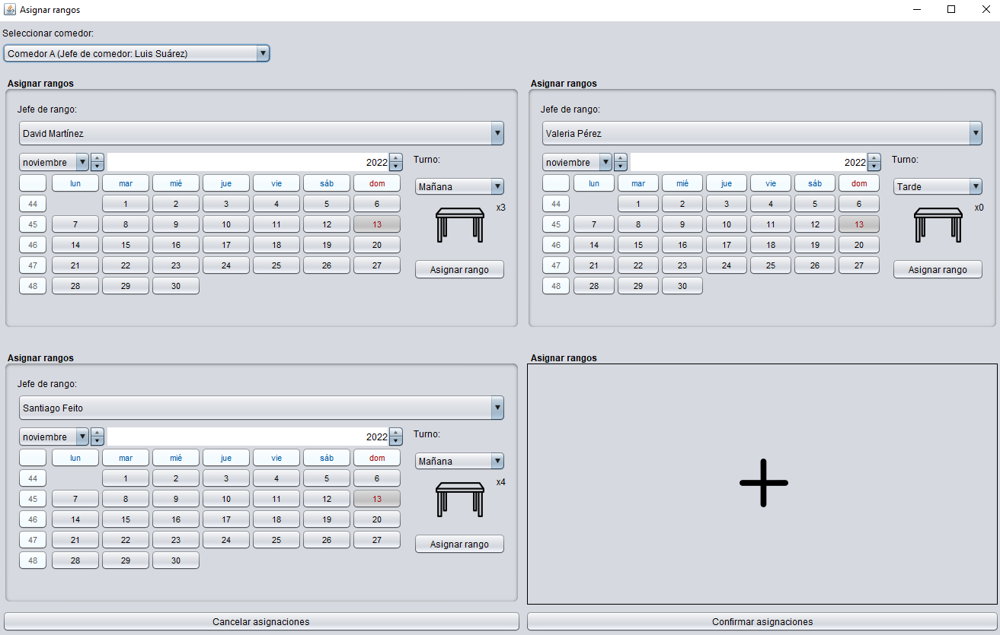 Asignar rangos
Seleccionar comedor:
Comedor A (Jefe de comedor: Luis Suárez)
Asignar rangos
Jefe de rango:
David Martínez
noviembre 2022 Turno:
lun mar mié jue vie sáb dom
Mañana
44 1 2 3 4 5 6
x3
45 7 8 9 10 11 12 13
46 14 15 16 17 18 19 20
47 21 22 23 24 25 26 27
Asignar rango
48 28 29 30
Asignar rangos
Jefe de rango:
Valeria Pérez
noviembre 2022 Turno:
lun mar mié jue vie sáb dom
Tarde
44 1 2 3 4 5 6
x0
45 7 8 9 10 11 12 13
46 14 15 16 17 18 19 20
47 21 22 23 24 25 26 27
Asignar rango
48 28 29 30
Asignar rangos
Jefe de rango:
Santiago Feito
noviembre 2022 Turno:
lun mar mié jue vie sáb dom
Mañana
44 1 2 3 4 5 6
x4
45 7 8 9 10 11 12 13
46 14 15 16 17 18 19 20
47 21 22 23 24 25 26 27
Asignar rango
48 28 29 30
Asignar rangos
Cancelar asignaciones
Confirmar asignaciones